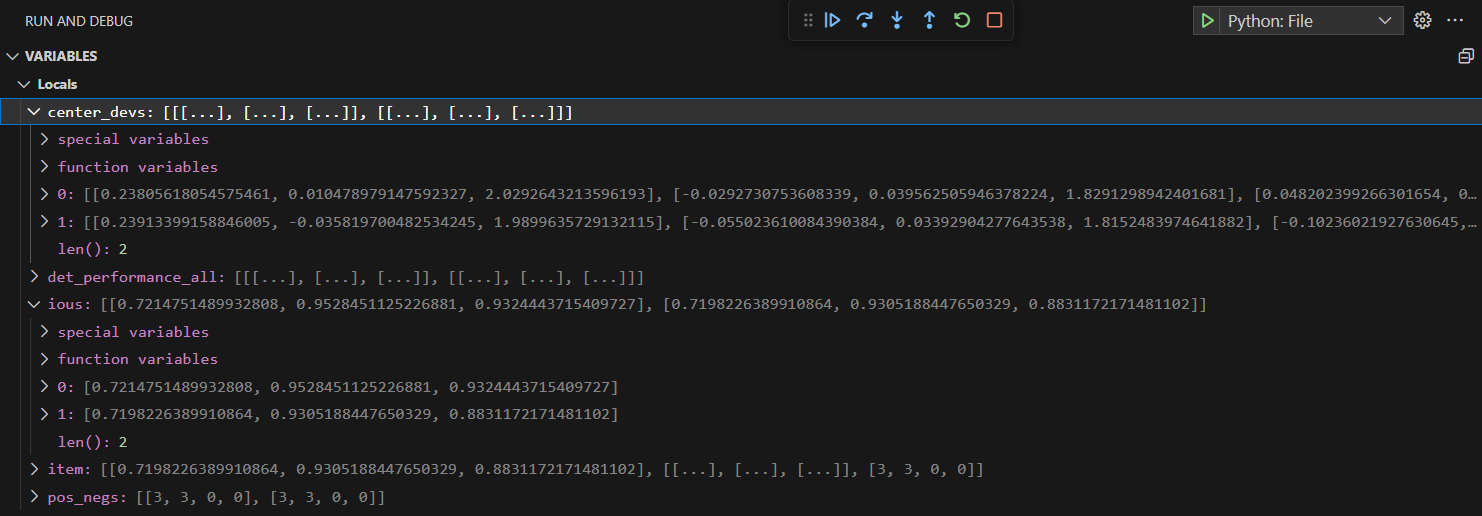 RUN AND DEBUG
Python: File
VARIABLES
Locals
center_devs: [[[...], [...], [...]], [[...], [...], [...]]]
special variables
function variables
0: [[0.23805618054575461, 0.010478979147592327, 2.0292643213596193], [-0.0292730753608339, 0.039562505946378224, 1.8291298942401681], [0.048202399266301654, 0...
1: [[0.23913399158846005, -0.035819700482534245, 1.9899635729132115], [-0.055023610084390384, 0.03392904277643538, 1.8152483974641882], [-0.10236021927630645,...
len(): 2
det_performance_all: [[[...], [...], [...]], [[...], [...], [...]]]
ious: [[0.7214751489932808, 0.9528451125226881, 0.9324443715409727], [0.7198226389910864, 0.9305188447650329, 0.8831172171481102]]
special variables
function variables
0: [0.7214751489932808, 0.9528451125226881, 0.9324443715409727]
1: [0.7198226389910864, 0.9305188447650329, 0.8831172171481102]
len(): 2
item: [[0.7198226389910864, 0.9305188447650329, 0.8831172171481102], [[...], [...], [...]], [3, 3, 0, 0]]
pos_negs: [[3, 3, 0, 0], [3, 3, 0, 0]]